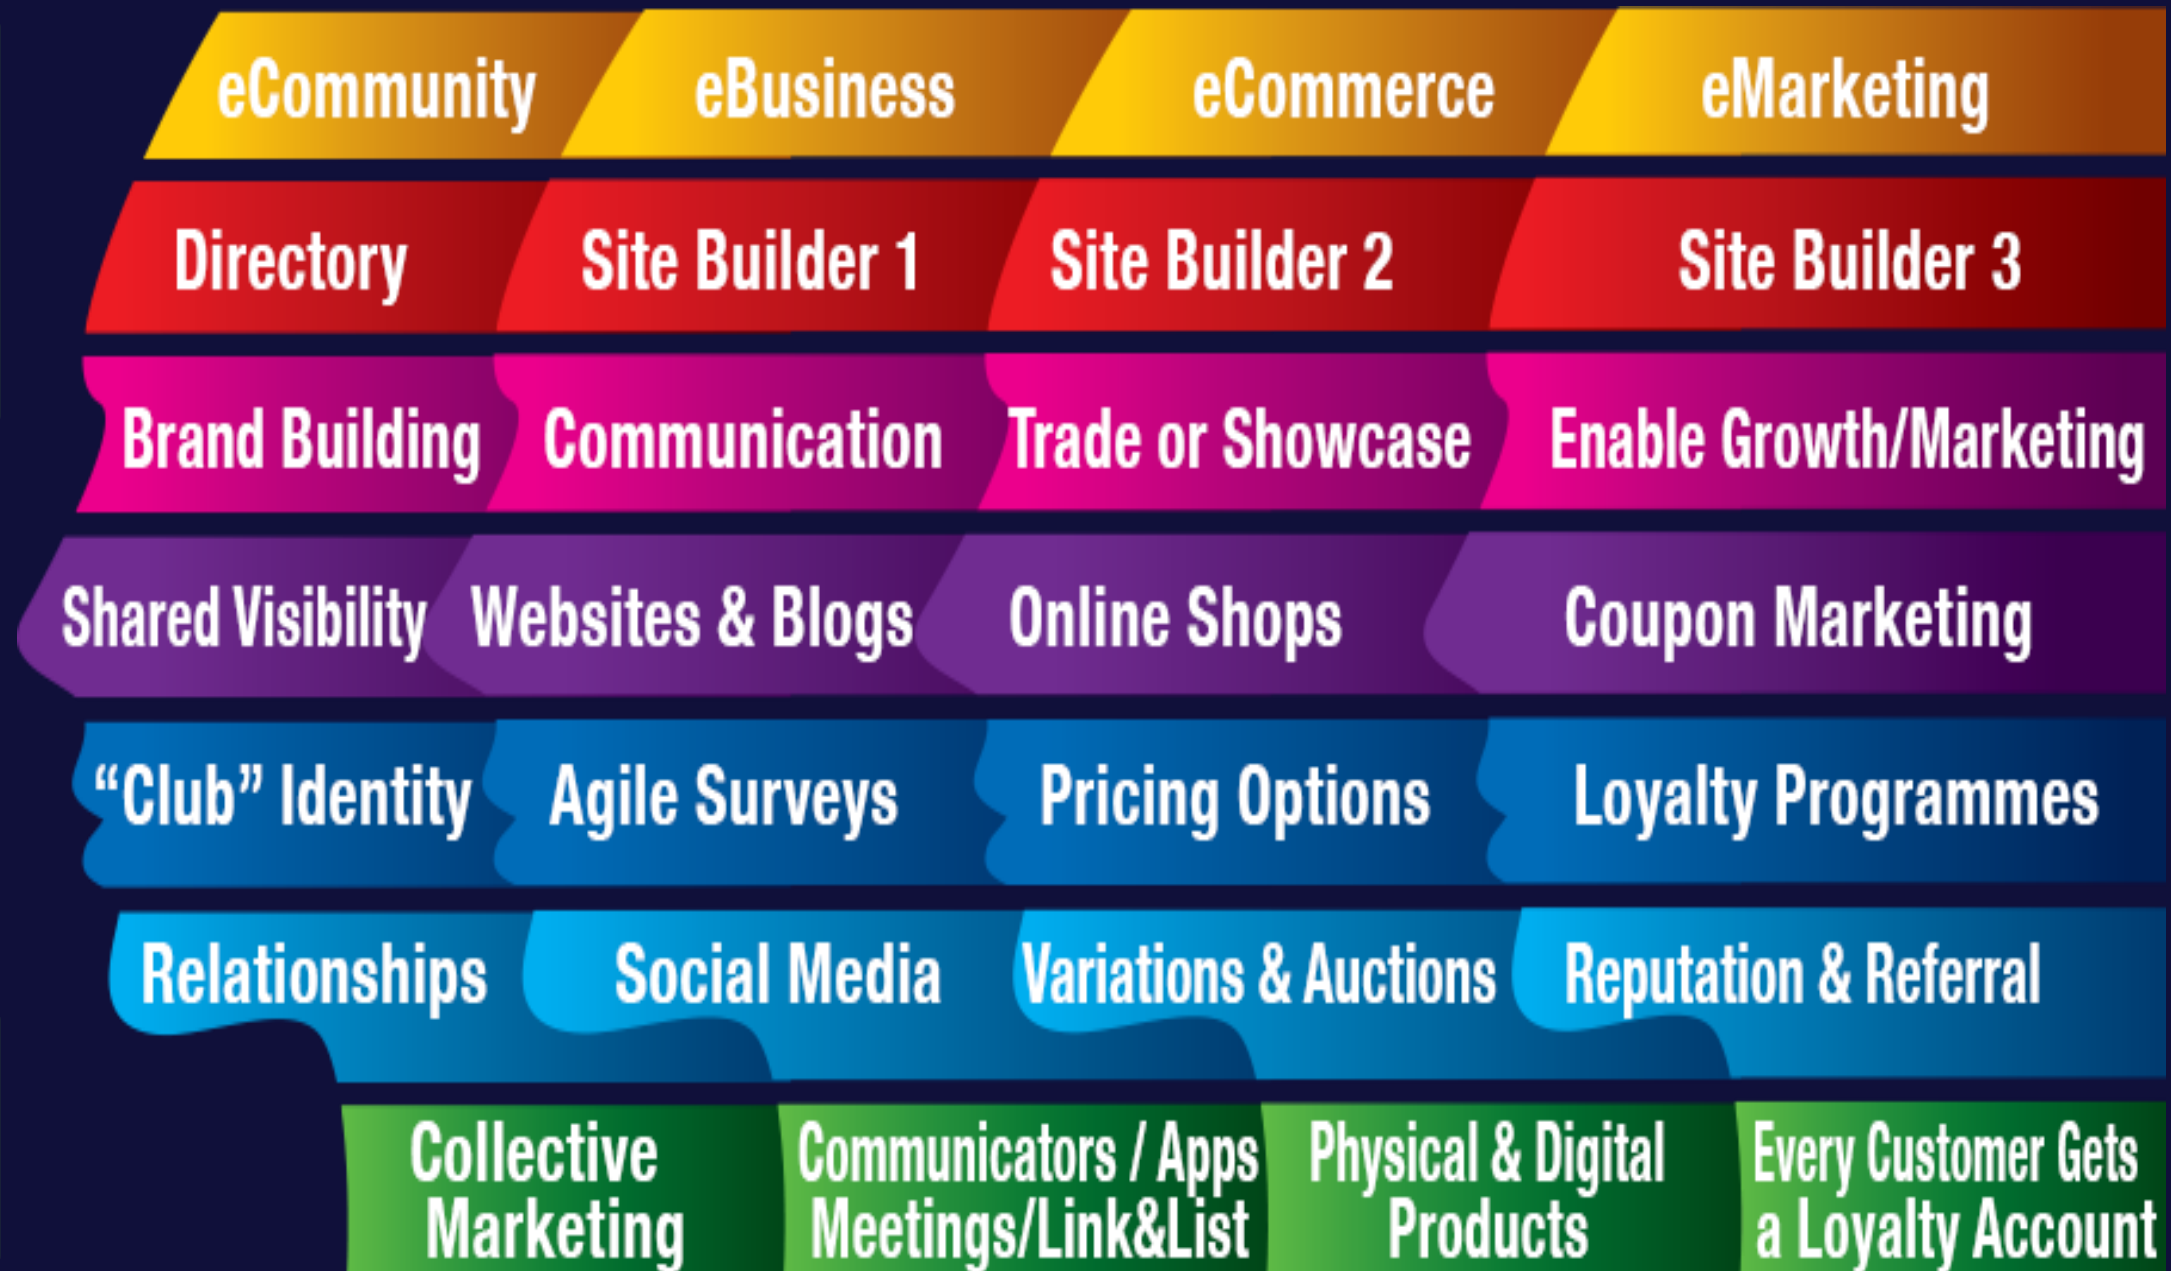 eCommunity eBusiness eCommerce eMarketing
Directory Site Builder 1 Site Builder 2 Site Builder 3
Brand Building Communication Trade or Showcase Enable Growth/Marketing
Shared Visibility Websites & Blogs Online Shops Coupon Marketing
“Club” Identity Agile Surveys Pricing Options Loyalty Programmes
Relationships Social Media Variations & Auctions Reputation & Referral
Collective Communicators / Apps Physical & Digital Every Customer Gets
Marketing Meetings/Link&List Products a Loyalty Account